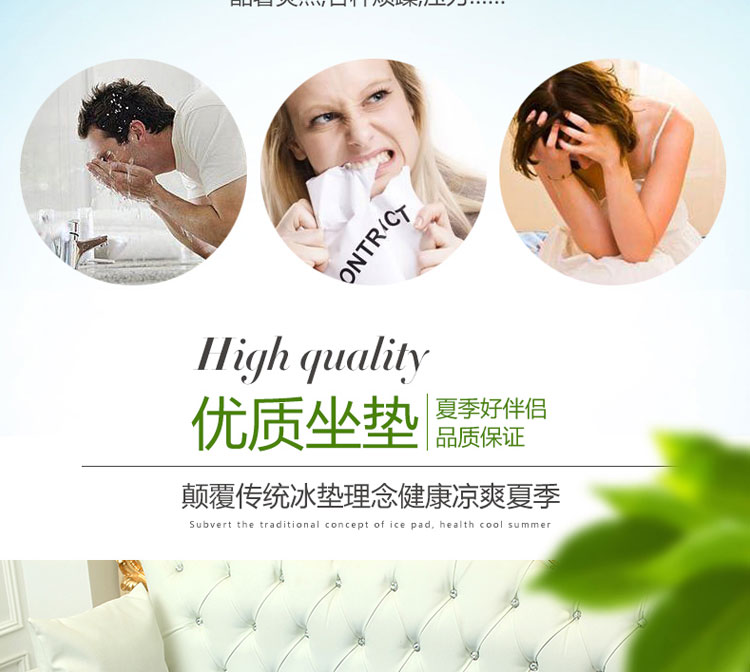 CONTRACT
High quality
优质坐垫
夏季好伴侣
品质保证
颠覆传统冰垫理念健康凉爽夏季
Subvert the traditional concept of ice pad, health cool summer